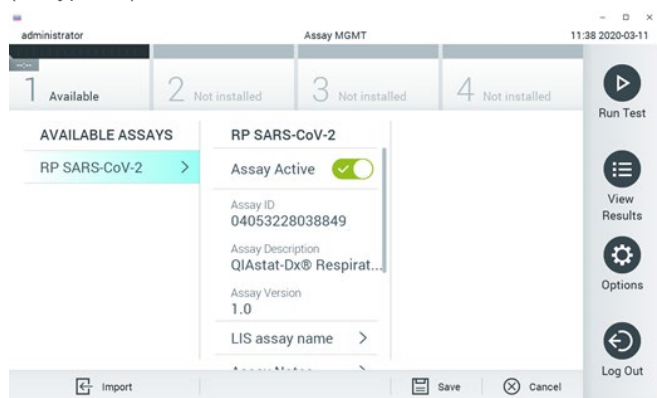 administrator Assay MGMT 11:38 2020-03-11
1 Available 2 Not installed 3 Not installed 4 Not installed
Run Test
AVAILABLE ASSAYS RP SARS-CoV-2
RP SARS-CoV-2 Assay Active
View
Results
Assay ID
04053228038849
Assay Description
QIAstat-Dx® Respirat...
Options
Assay Version
1.0
LIS assay name
Log Out
Import Save Cancel